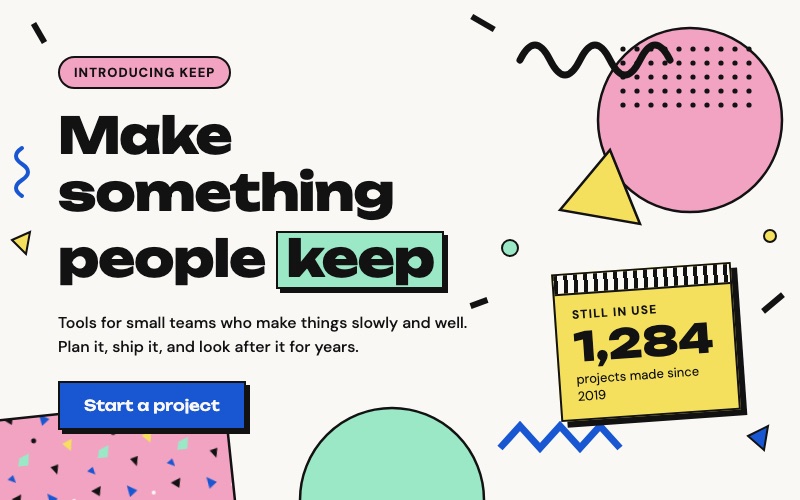 INTRODUCING KEEP
Make
something
people keep
Tools for small teams who make things slowly and well.
Plan it, ship it, and look after it for years.
Start a project
STILL IN USE
1,284
projects made since
2019